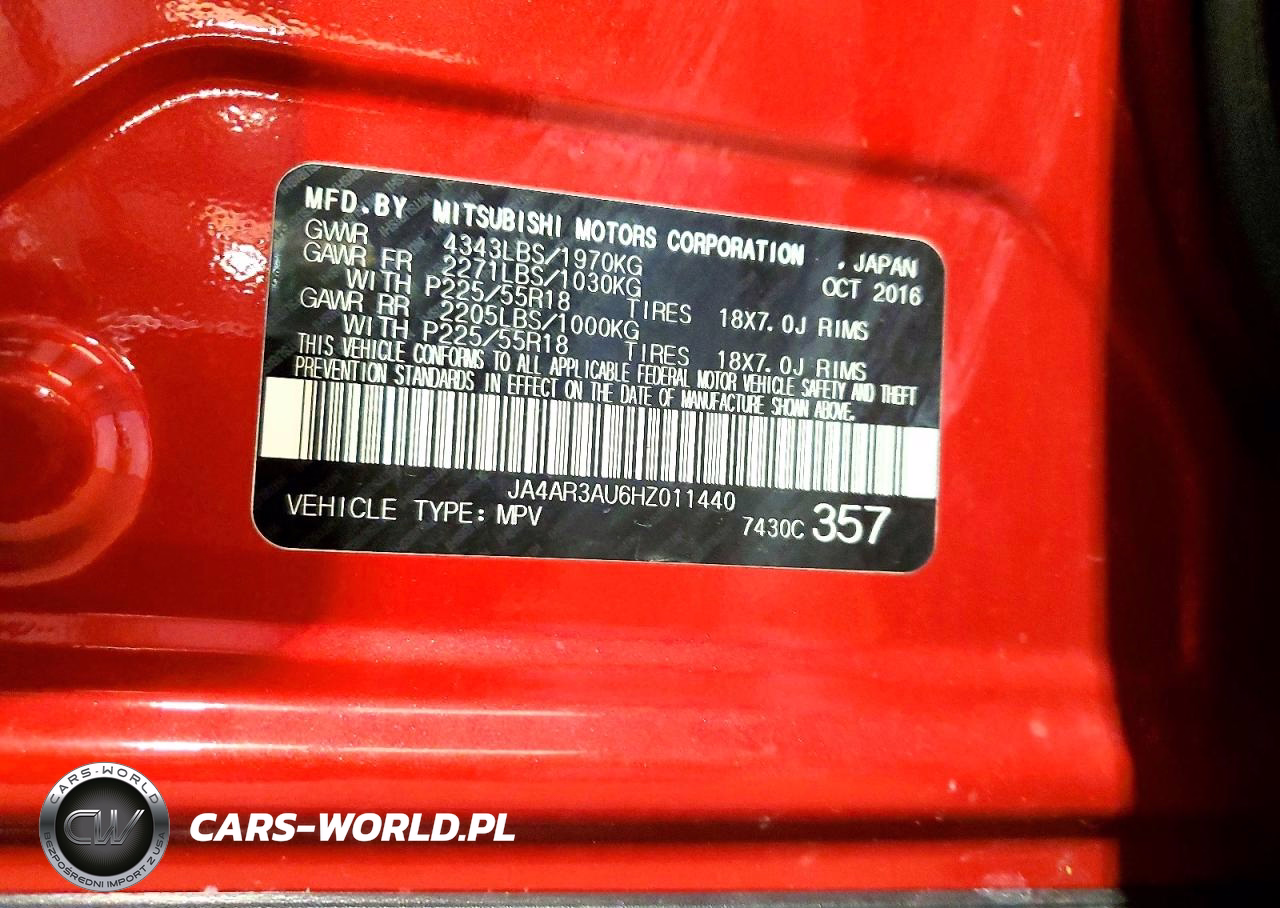 MFD.BY MITSUBISHI MOTORS CORPORATION , JAPAN
GVWR 4343LBS/1970KG OCT 2016
GAWR FR 2271LBS/1030KG
WITH P225/55R18 TIRES 18X7.0J RIMS
GAWR RR 2205LBS/1000KG
WITH P225/55R18 TIRES 18X7.0J RIMS
THIS VEHICLE CONFORMS TO ALL APPLICABLE FEDERAL MOTOR VEHICLE SAFETY AND THEFT
PREVENTION STANDARDS IN EFFECT ON THE DATE OF MANUFACTURE SHOWN ABOVE.
JA4AR3AU6HZ011440
VEHICLE TYPE: MPV 7430C 357
CARS-WORLD
CW
BEZPOŚREDNI IMPORT Z USA
CARS-WORLD.PL